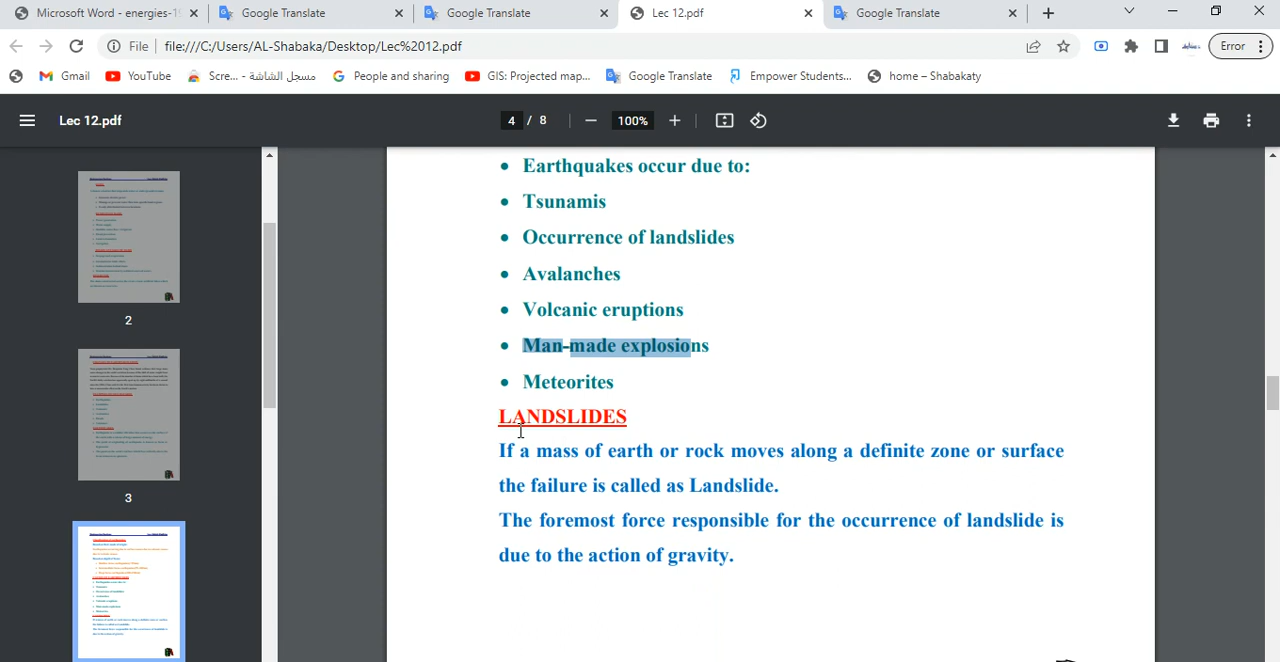 Microsoft Word - energies-1
Google Translate
Google Translate
Lec 12.pdf
Google Translate
File
file:///C:/Users/AL-Shabaka/Desktop/Lec%2012.pdf
Error
Gmail
YouTube
Scre... - مسجل الشاشة
People and sharing
GIS: Projected map...
Google Translate
Empower Students...
home – Shabakaty
Lec 12.pdf
4 / 8
100%
• Earthquakes occur due to:
• Tsunamis
• Occurrence of landslides
• Avalanches
• Volcanic eruptions
• Man-made explosions
• Meteorites
LANDSLIDES
If a mass of earth or rock moves along a definite zone or surface
the failure is called as Landslide.
The foremost force responsible for the occurrence of landslide is
due to the action of gravity.
2
3